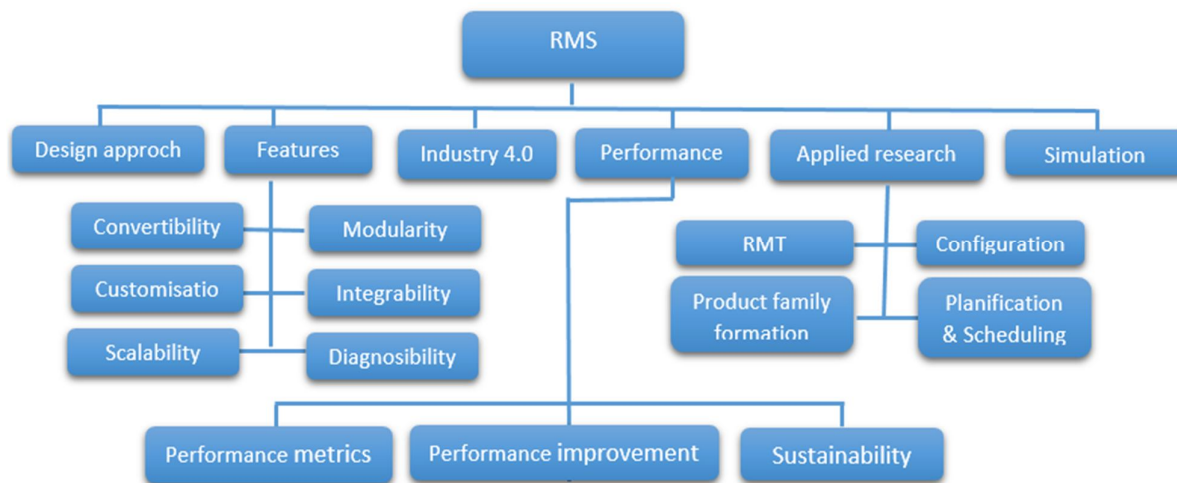 RMS
Design approch
Features
Industry 4.0
Performance
Applied research
Simulation
Convertibility
Modularity
RMT
Configuration
Customisatio
Integrability
Product family
formation
Planification
& Scheduling
Scalability
Diagnosibility
Performance metrics
Performance improvement
Sustainability